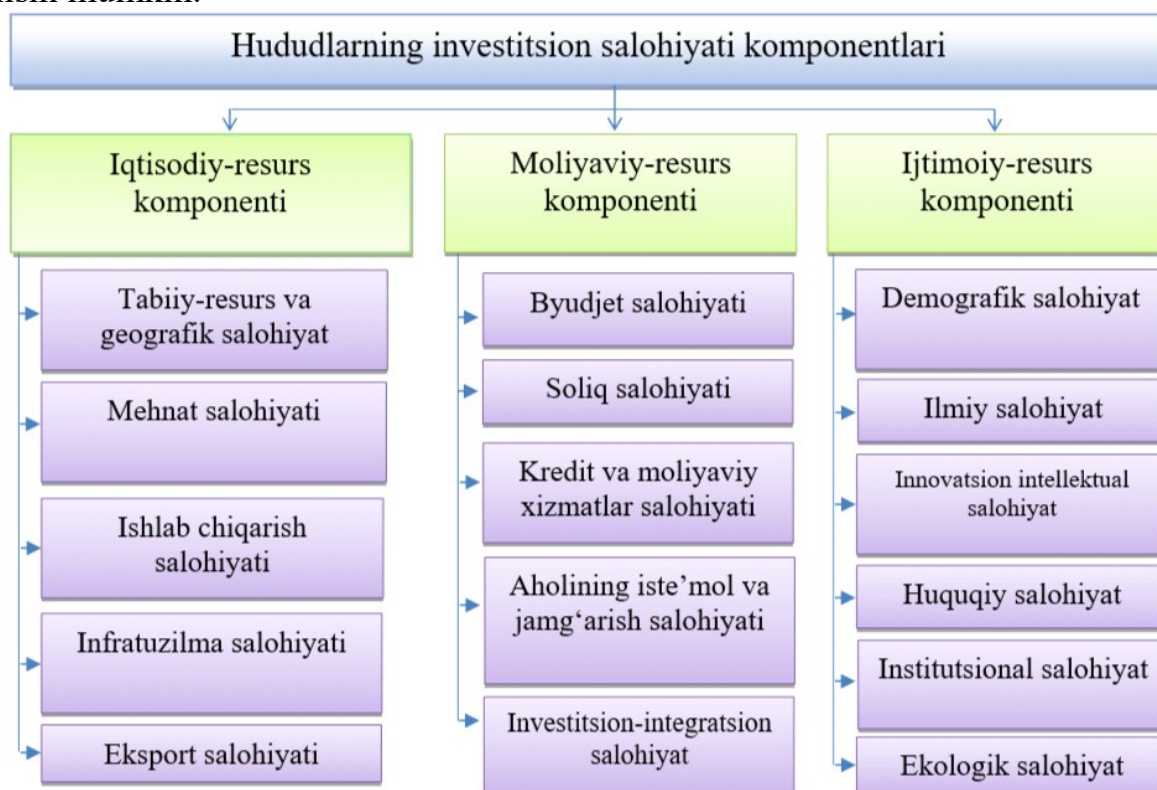 Hududlarning investitsion salohiyati komponentlari
Iqtisodiy-resurs
komponenti
Tabiiy-resurs va
geografik salohiyat
Mehnat salohiyati
Ishlab chiqarish
salohiyati
Infratuzilma salohiyati
Eksport salohiyati
Moliyaviy-resurs
komponenti
Byudjet salohiyati
Soliq salohiyati
Kredit va moliyaviy
xizmatlar salohiyati
Aholining iste’mol va
jamg‘arish salohiyati
Investitsion-integratsion
salohiyat
Ijtimoiy-resurs
komponenti
Demografik salohiyat
Ilmiy salohiyat
Innovatsion intellektual
salohiyat
Huquqiy salohiyat
Institutsional salohiyat
Ekologik salohiyat